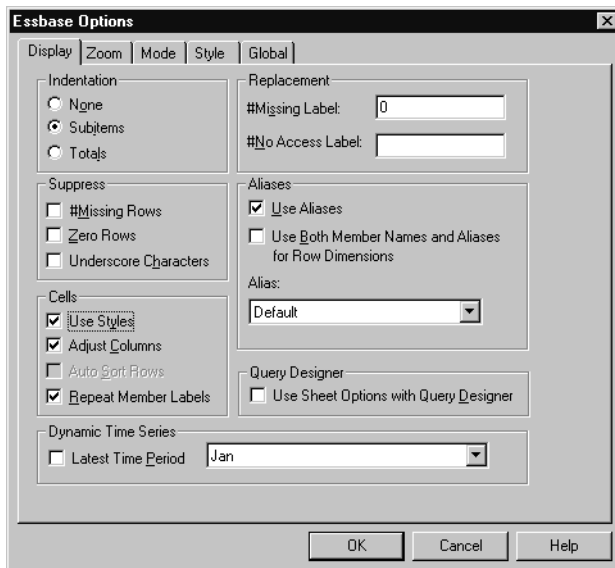 Essbase Options
Display Zoom Mode Style Global
Indentation
None
Subitems
Totals
Replacement
#Missing Label: 0
#No Access Label:
Suppress
#Missing Rows
Zero Rows
Underscore Characters
Aliases
Use Aliases
Use Both Member Names and Aliases
for Row Dimensions
Alias:
Default
Cells
Use Styles
Adjust Columns
Auto Sort Rows
Repeat Member Labels
Query Designer
Use Sheet Options with Query Designer
Dynamic Time Series
Latest Time Period Jan
OK Cancel Help